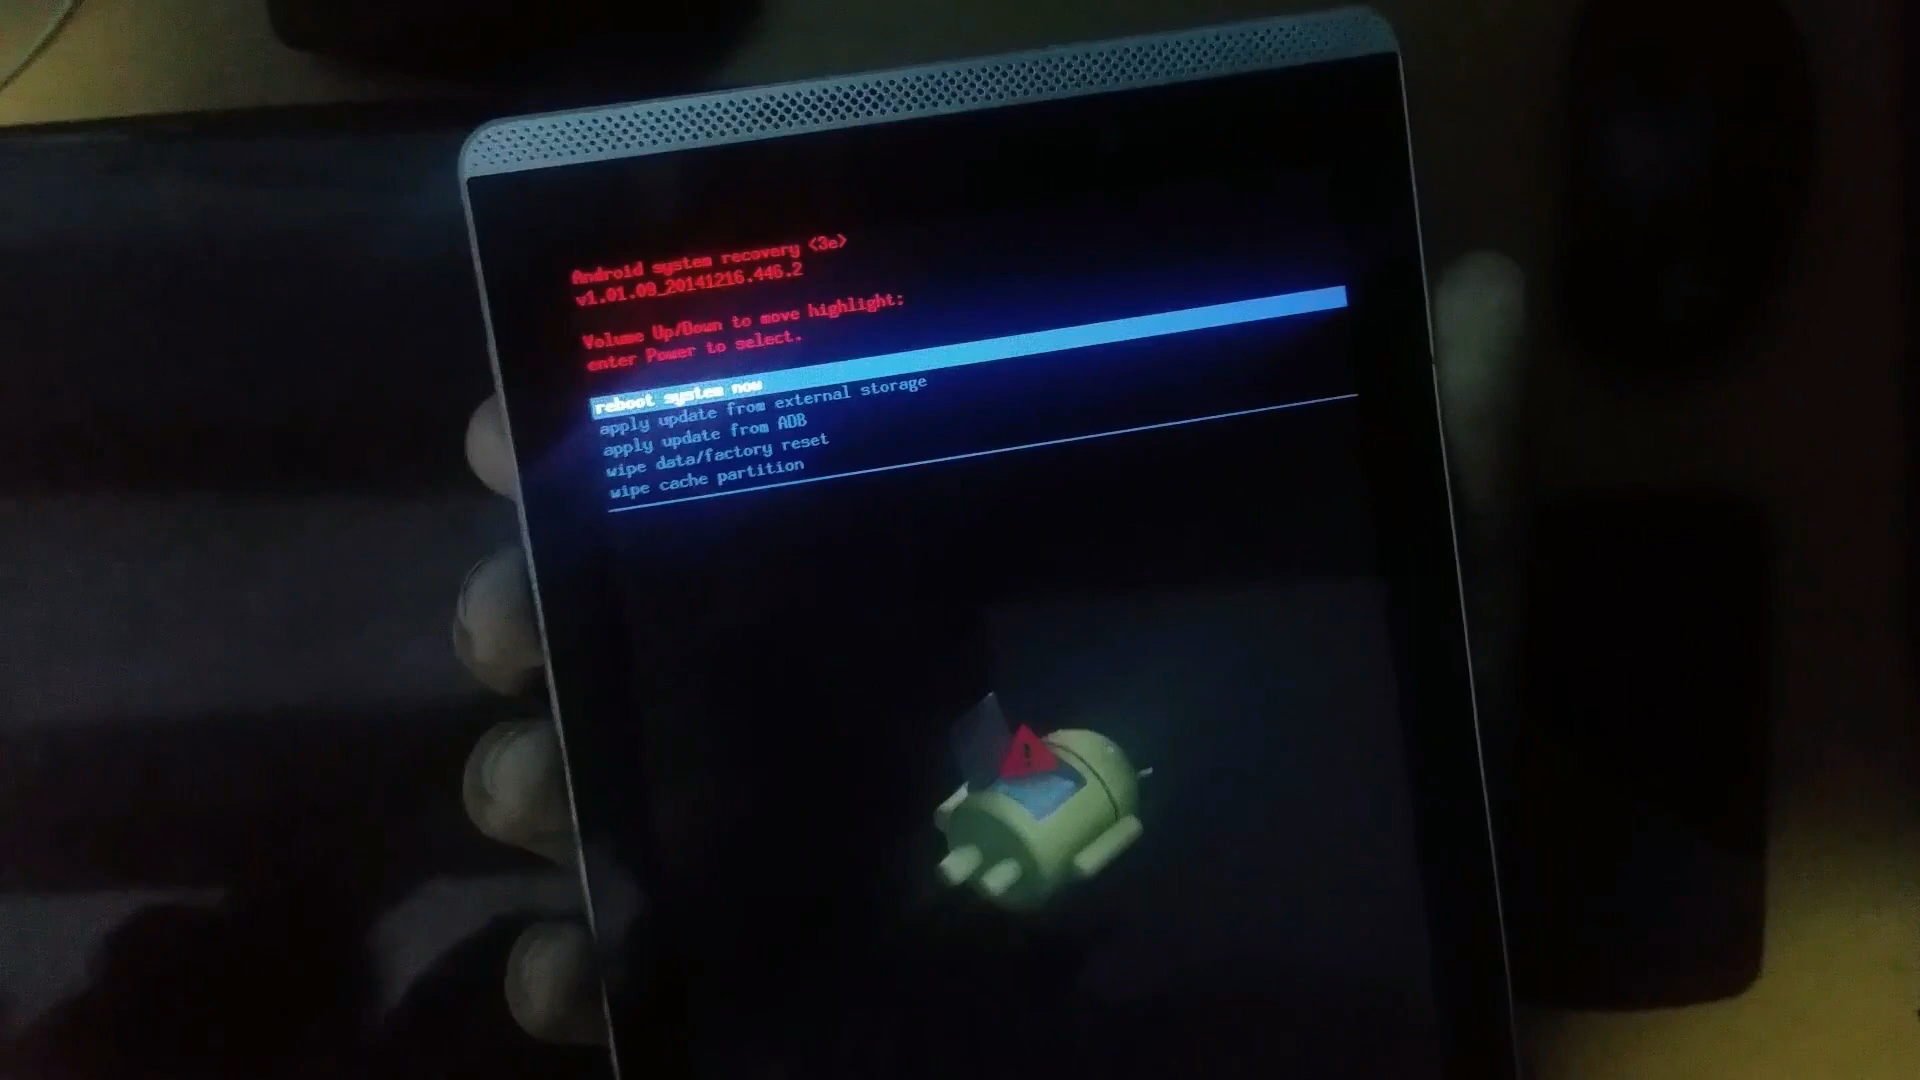 Android system recovery <3e>
v1.01.09_20141216.446.2
Volume Up/Down to move highlight;
enter Power to select.
reboot system now
apply update from external storage
apply update from ADB
wipe data/factory reset
wipe cache partition